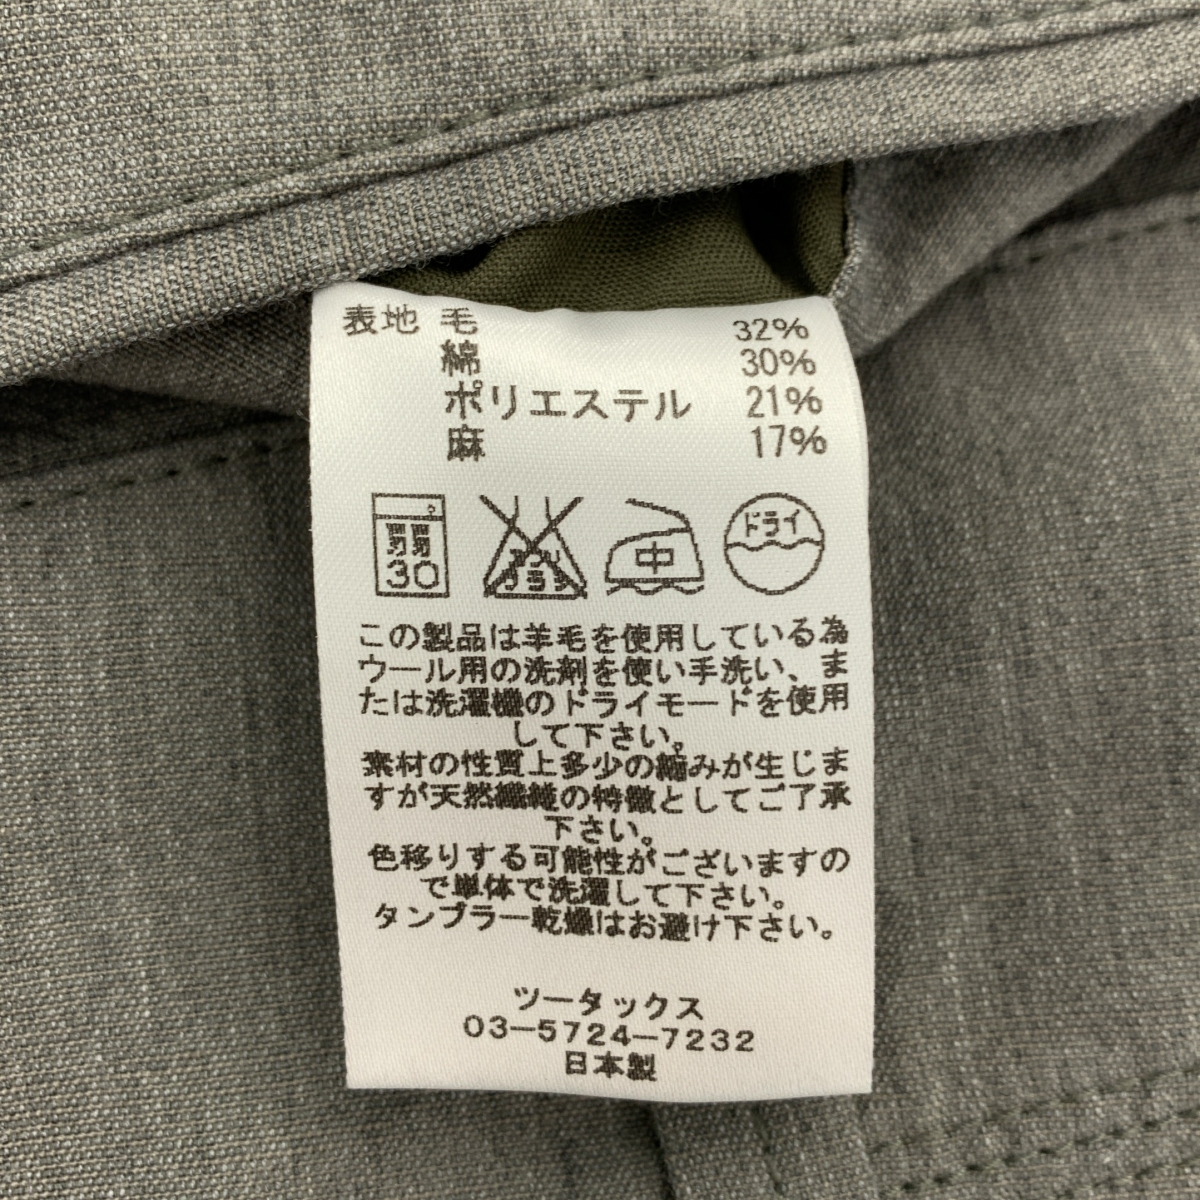 表地 毛 32%
綿 30%
ポリエステル 21%
麻 17%
弱
30
エンソ
サラシ
中
ドライ
この製品は羊毛を使用している為
ウール用の洗剤を使い手洗い、ま
たは洗濯機のドライモードを使用
して下さい。
素材の性質上多少の縮みが生じま
すが天然繊維の特徴としてご了承
下さい。
色移りする可能性がございますの
で単体で洗濯して下さい。
タンブラー乾燥はお避け下さい。
ツータックス
03-5724-7232
日本製